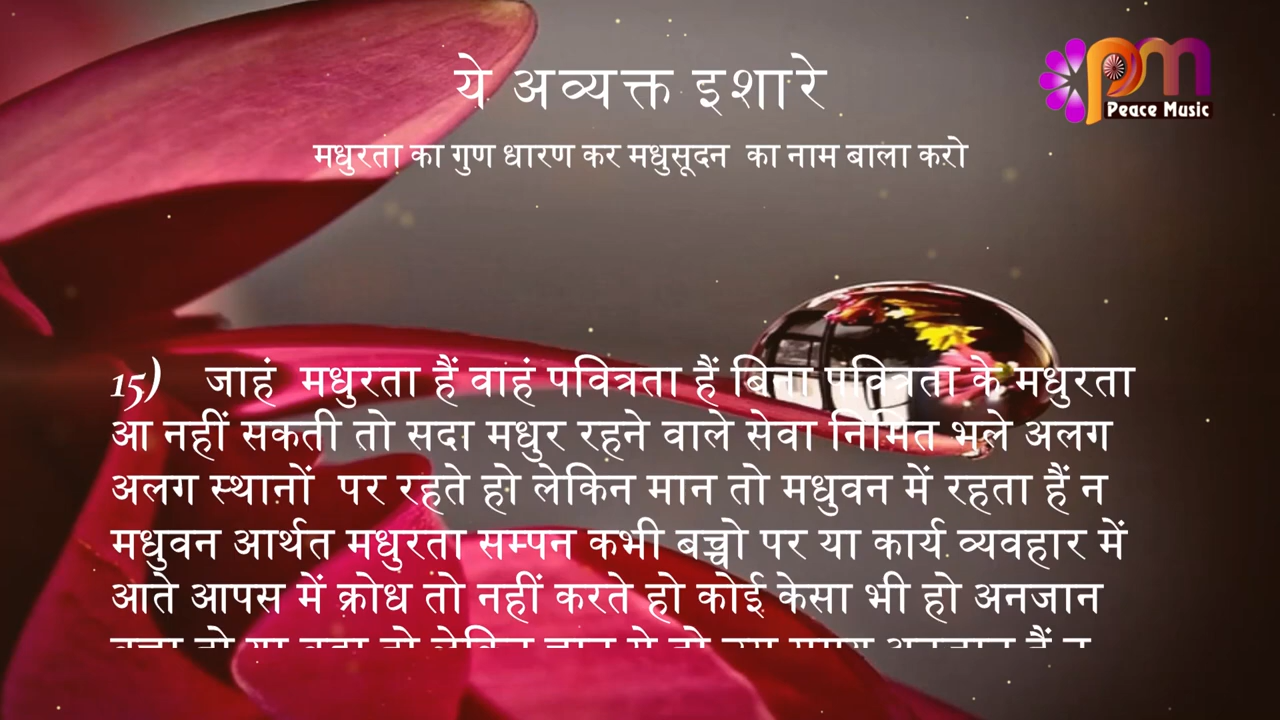 ये अव्यक्त इशारे
pm
Peace Music
मधुरता का गुण धारण कर मधुसूदन का नाम बाला करो
15) जाहं मधुरता हैं वाहं पवित्रता हैं बिना पवित्रता के मधुरता
आ नहीं सकती तो सदा मधुर रहने वाले सेवा निमित भले अलग
अलग स्थानों पर रहते हो लेकिन मान तो मधुवन में रहता हैं न
मधुवन आर्थत मधुरता सम्पन कभी बच्चो पर या कार्य व्यवहार में
आते आपस में क्रोध तो नहीं करते हो कोई केसा भी हो अनजान